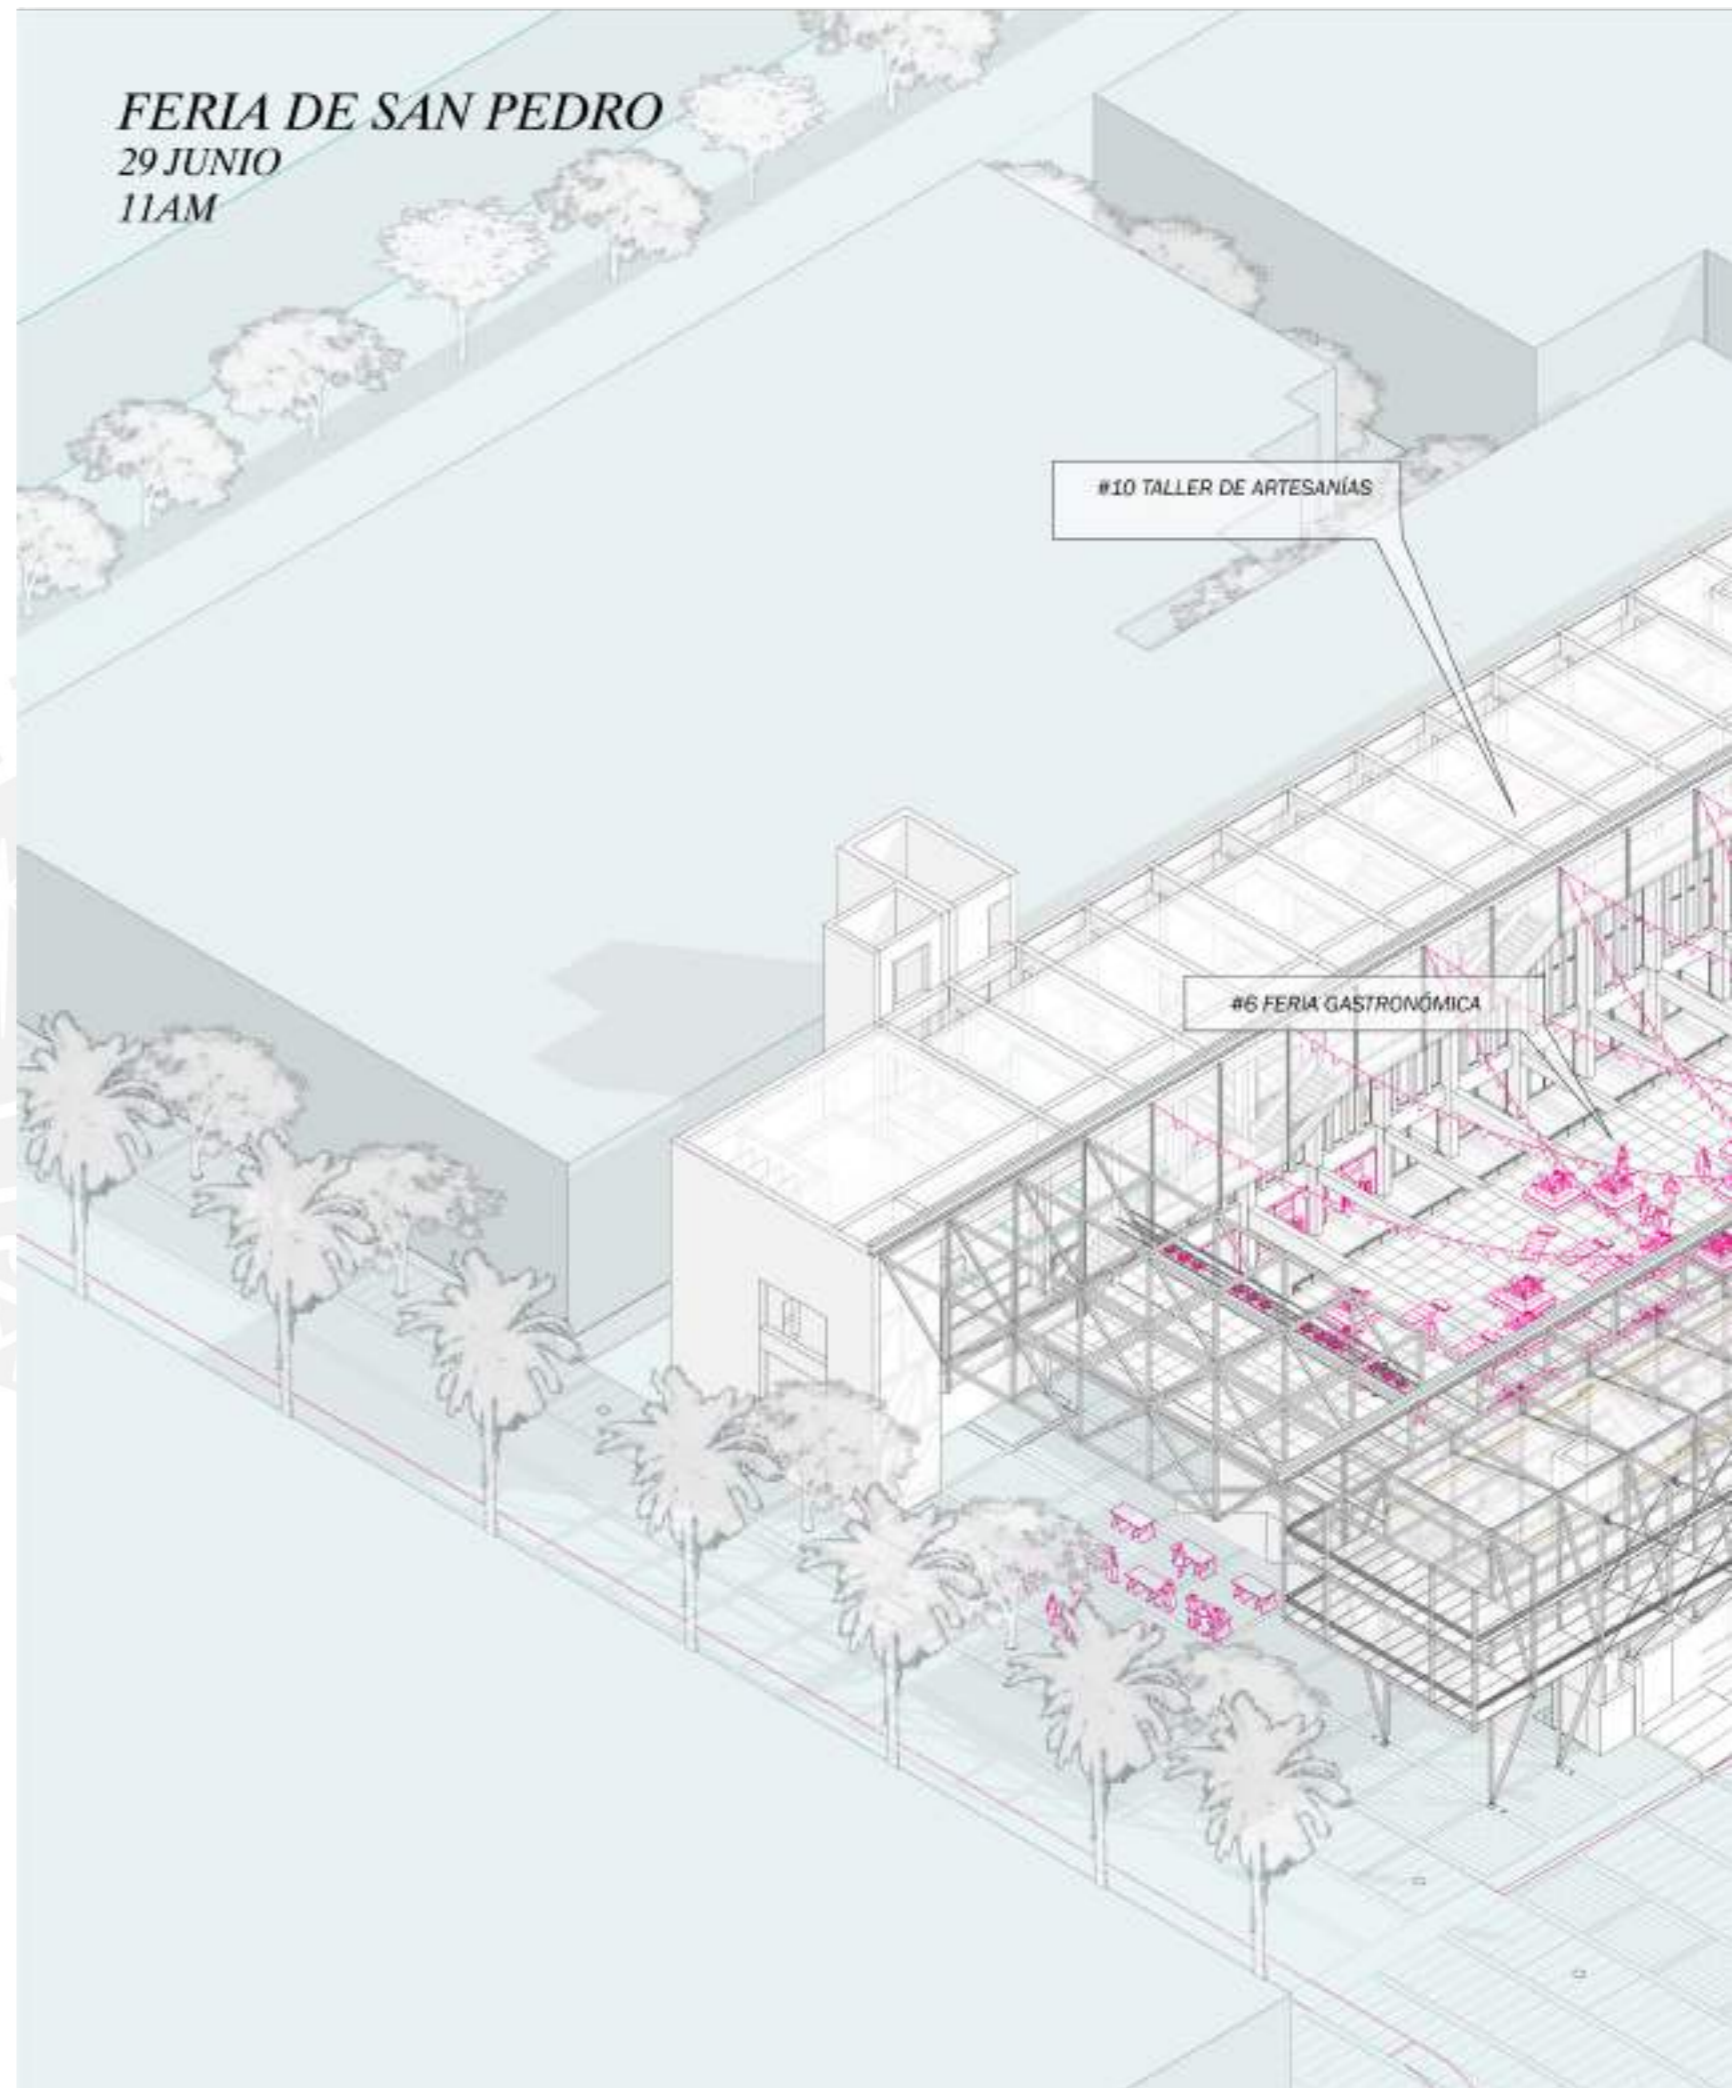 FERIA DE SAN PEDRO
29 JUNIO
11AM
#10 TALLER DE ARTESANÍAS
#6 FERIA GASTRONÓMICA